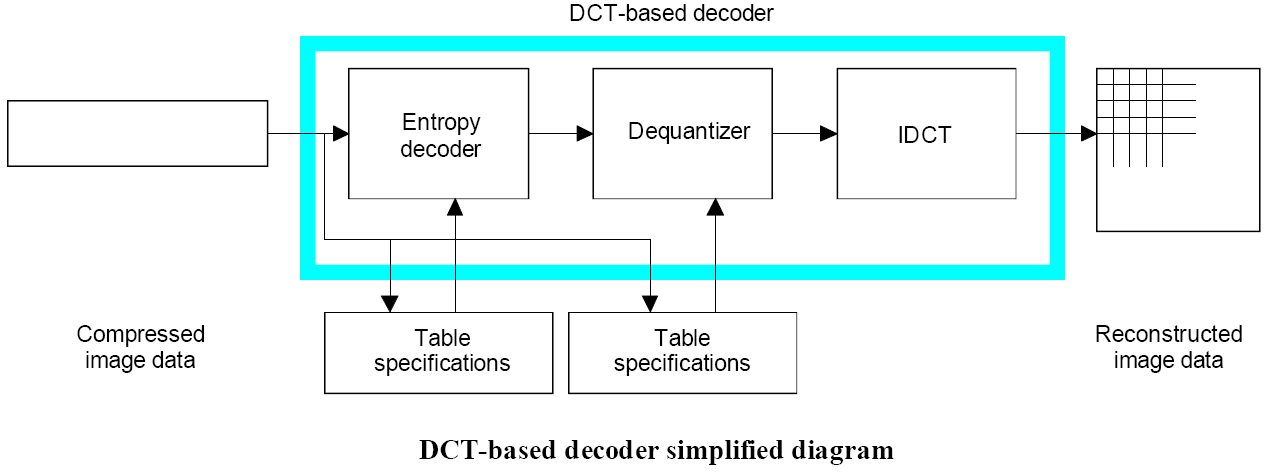 DCT-based decoder
Entropy
decoder
Dequantizer
IDCT
Compressed
image data
Table
specifications
Table
specifications
Reconstructed
image data
DCT-based decoder simplified diagram